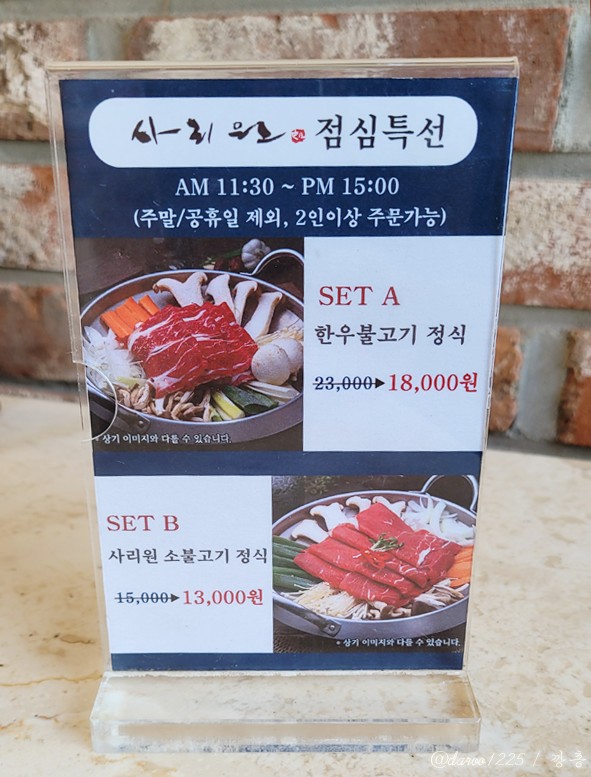 사리원 점심특선
AM 11:30 ~ PM 15:00
(주말/공휴일 제외, 2인이상 주문가능)
SET A
한우불고기 정식
23,000▶18,000원
* 상기 이미지와 다를 수 있습니다.
SET B
사리원 소불고기 정식
15,000▶13,000원
* 상기 이미지와 다를 수 있습니다.
@daroo1225 / 깡흠